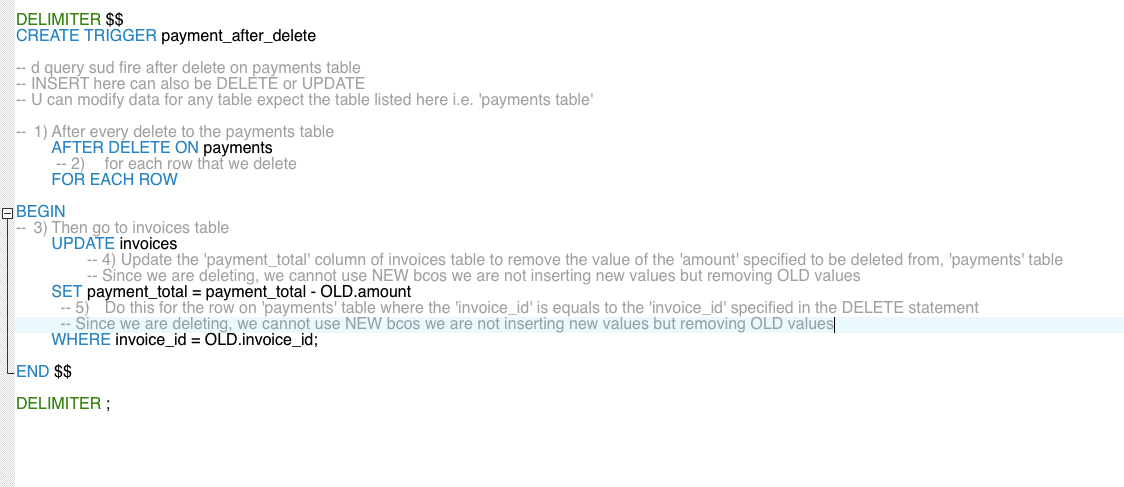 DELIMITER $$
CREATE TRIGGER payment_after_delete
-- d query sud fire after delete on payments table
-- INSERT here can also be DELETE or UPDATE
-- U can modify data for any table expect the table listed here i.e. 'payments table'
-- 1) After every delete to the payments table
AFTER DELETE ON payments
-- 2) for each row that we delete
FOR EACH ROW
BEGIN
-- 3) Then go to invoices table
UPDATE invoices
-- 4) Update the 'payment_total' column of invoices table to remove the value of the 'amount' specified to be deleted from, 'payments' table
-- Since we are deleting, we cannot use NEW bcos we are not inserting new values but removing OLD values
SET payment_total = payment_total - OLD.amount
-- 5) Do this for the row on 'payments' table where the 'invoice_id' is equals to the 'invoice_id' specified in the DELETE statement
-- Since we are deleting, we cannot use NEW bcos we are not inserting new values but removing OLD values
WHERE invoice_id = OLD.invoice_id;
END $$
DELIMITER ;